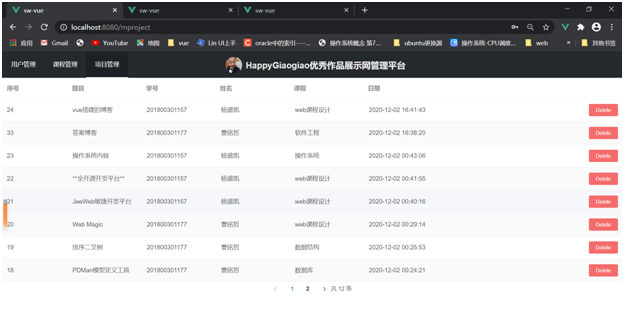 sw-vue sw-vue sw-vue
localhost:8080/mproject
应用 Gmail YouTube 地图 vue Lin UI上手 oracle中的索引---... 操作系统概念 第7... ubuntu更换源 操作系统-CPU调度... web » 其他书签
用户管理 课程管理 项目管理 HappyGiaogiao优秀作品展示网管理平台
序号 题目 学号 姓名 课程 日期
24 vue搭建的博客 201800301157 杨盛凯 web课程设计 2020-12-02 16:41:43 Delete
33 答案博客 201800301177 曹铭哲 软件工程 2020-12-02 16:38:20 Delete
23 操作系统内核 201800301157 杨盛凯 操作系统 2020-12-02 00:43:06 Delete
22 **全开源开发平台** 201800301157 杨盛凯 web课程设计 2020-12-02 00:41:55 Delete
21 JeeWeb敏捷开发平台 201800301157 杨盛凯 web课程设计 2020-12-02 00:40:16 Delete
20 Web Magic 201800301177 曹铭哲 web课程设计 2020-12-02 00:29:14 Delete
19 排序二叉树 201800301177 曹铭哲 数据结构 2020-12-02 00:25:53 Delete
18 PDMan模型定义工具 201800301177 曹铭哲 数据库 2020-12-02 00:24:21 Delete
1 2 共 12 条